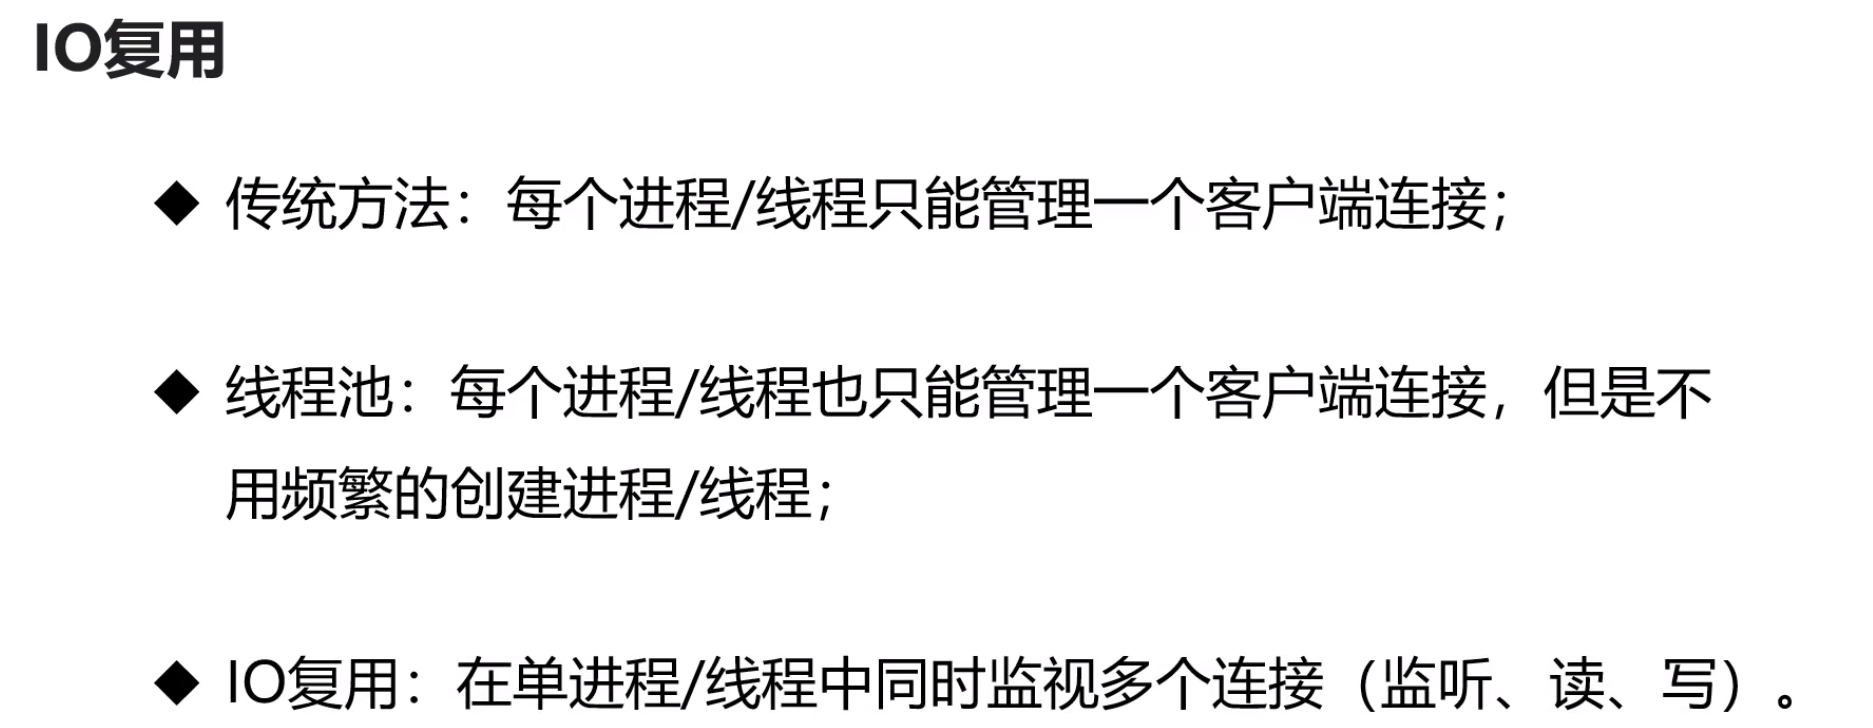 IO复用
◆ 传统方法：每个进程/线程只能管理一个客户端连接；
◆ 线程池：每个进程/线程也只能管理一个客户端连接，但是不
用频繁的创建进程/线程；
◆ IO复用：在单进程/线程中同时监视多个连接（监听、读、写）。